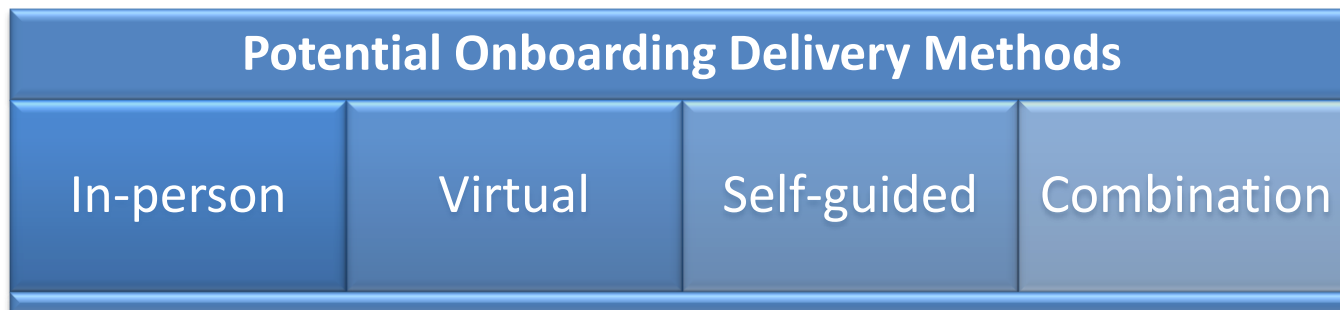 Potential Onboarding Delivery Methods
In-person Virtual Self-guided Combination